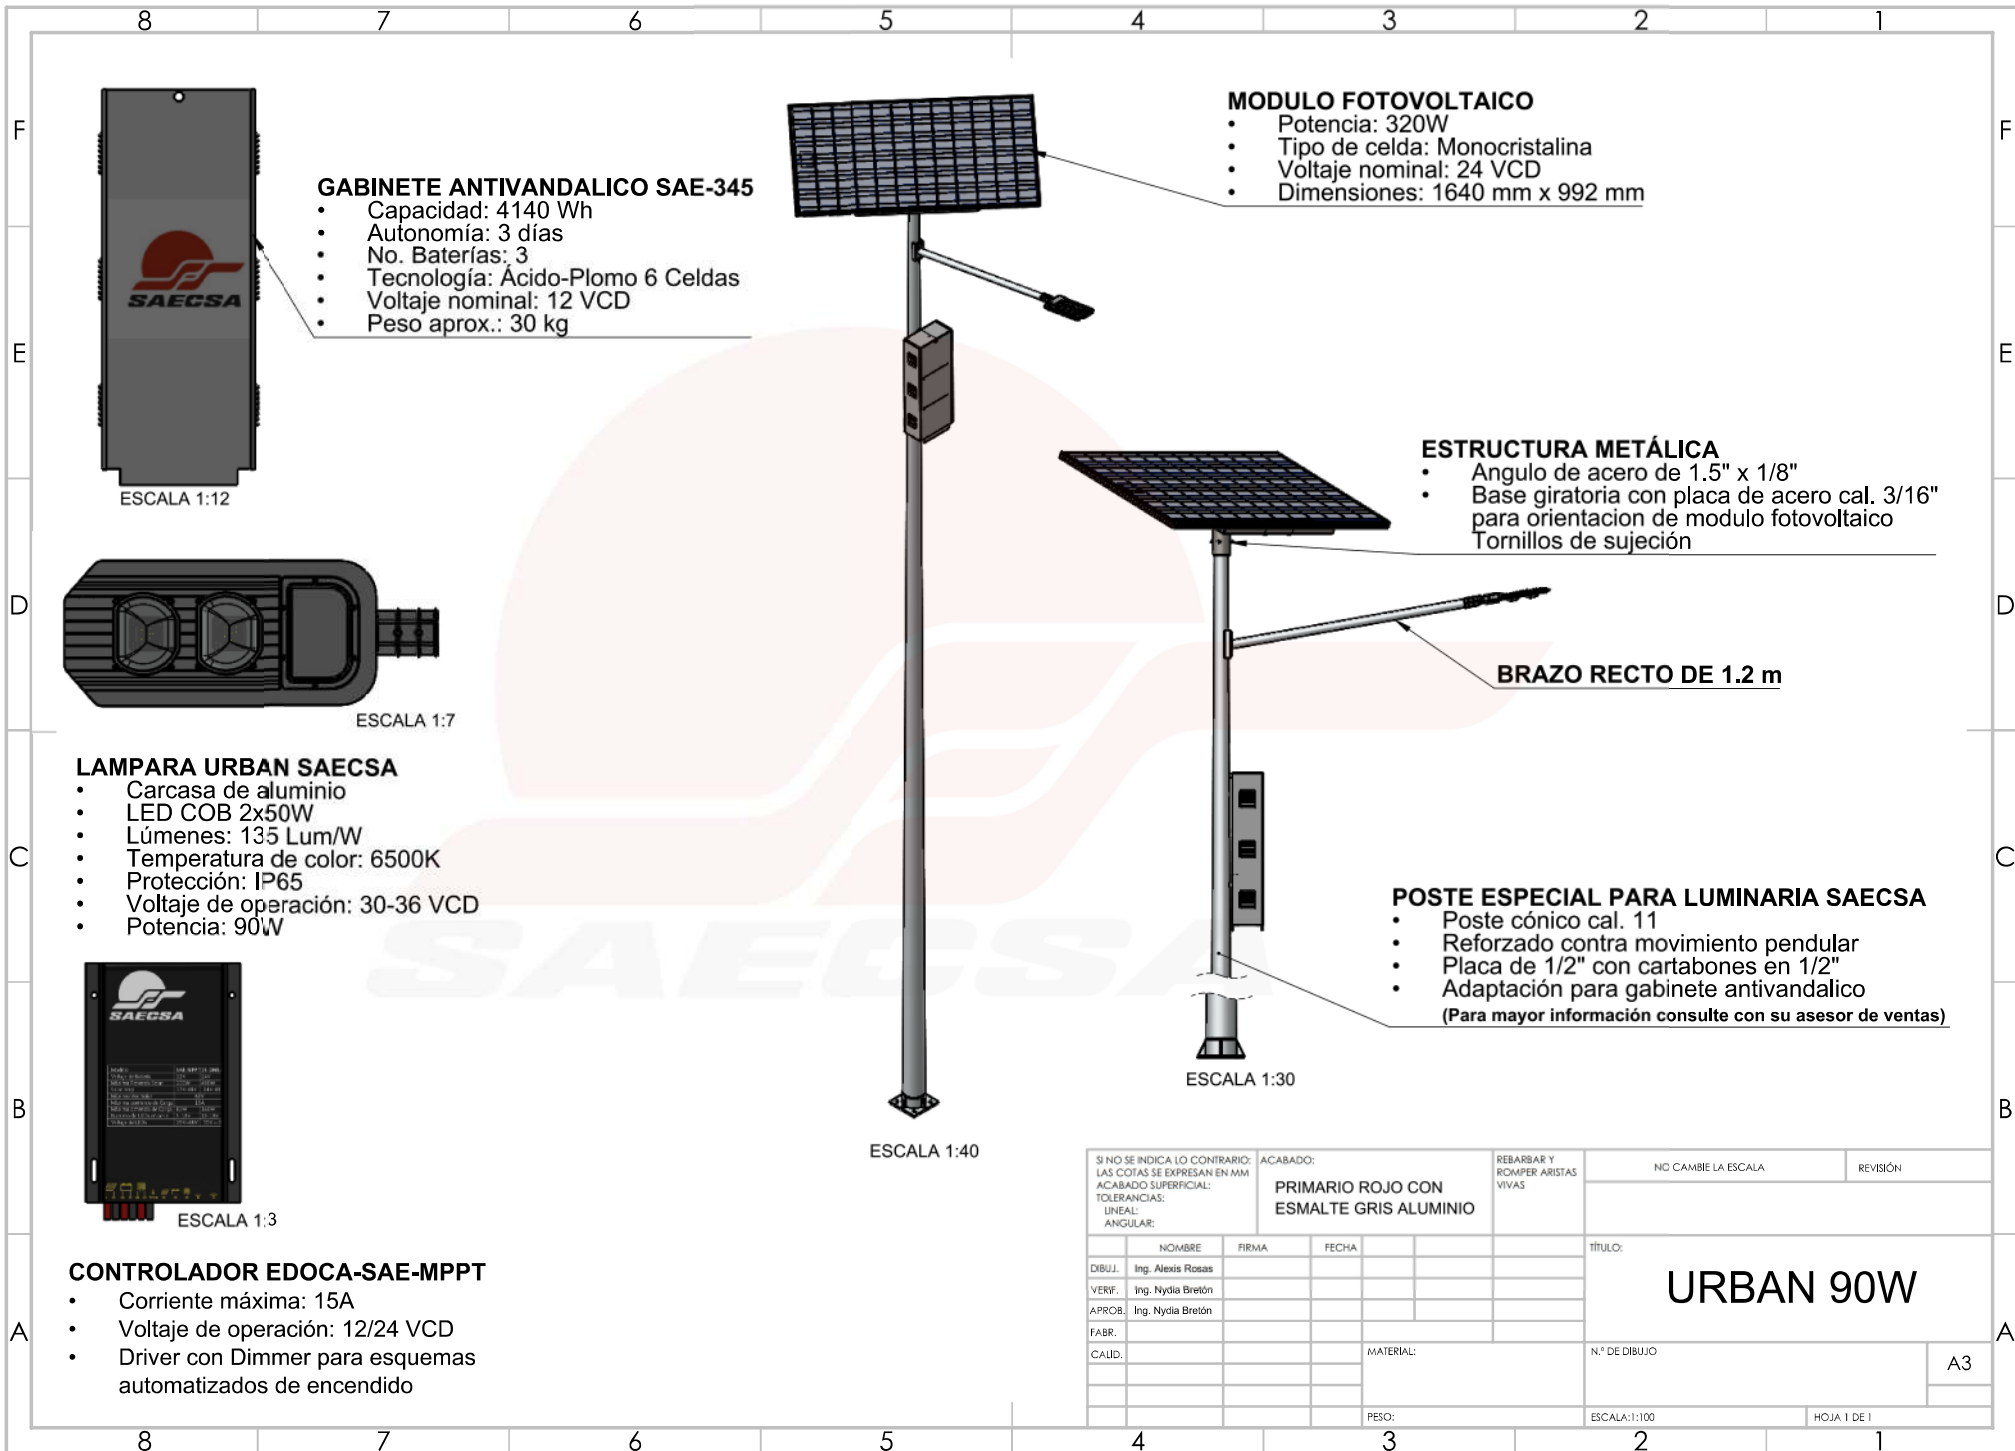 8 7 6 5 4 3 2 1
F
E
D
C
B
A
F
E
D
C
B
A
SAECSA
ESCALA 1:12
GABINETE ANTIVANDALICO SAE-345
• Capacidad: 4140 Wh
• Autonomía: 3 días
• No. Baterías: 3
• Tecnología: Ácido-Plomo 6 Celdas
• Voltaje nominal: 12 VCD
• Peso aprox.: 30 kg
MODULO FOTOVOLTAICO
• Potencia: 320W
• Tipo de celda: Monocristalina
• Voltaje nominal: 24 VCD
• Dimensiones: 1640 mm x 992 mm
ESTRUCTURA METÁLICA
• Angulo de acero de 1.5" x 1/8"
• Base giratoria con placa de acero cal. 3/16"
para orientacion de modulo fotovoltaico
Tornillos de sujeción
BRAZO RECTO DE 1.2 m
ESCALA 1:7
LAMPARA URBAN SAECSA
• Carcasa de aluminio
• LED COB 2x50W
• Lúmenes: 135 Lum/W
• Temperatura de color: 6500K
• Protección: IP65
• Voltaje de operación: 30-36 VCD
• Potencia: 90W
SAECSA
POSTE ESPECIAL PARA LUMINARIA SAECSA
• Poste cónico cal. 11
• Reforzado contra movimiento pendular
• Placa de 1/2" con cartabones en 1/2"
• Adaptación para gabinete antivandalico
(Para mayor información consulte con su asesor de ventas)
ESCALA 1:30
ESCALA 1:40
SAECSA
ESCALA 1:3
CONTROLADOR EDOCA-SAE-MPPT
• Corriente máxima: 15A
• Voltaje de operación: 12/24 VCD
• Driver con Dimmer para esquemas
automatizados de encendido
SI NO SE INDICA LO CONTRARIO:
LAS COTAS SE EXPRESAN EN MM
ACABADO SUPERFICIAL:
TOLERANCIAS:
LINEAL:
ANGULAR:
ACABADO:
PRIMARIO ROJO CON
ESMALTE GRIS ALUMINIO
REBARBAR Y
ROMPER ARISTAS
VIVAS
NO CAMBIE LA ESCALA
REVISIÓN
NOMBRE FIRMA FECHA
DIBUJ. Ing. Alexis Rosas
VERIF. Ing. Nydia Bretón
APROB. Ing. Nydia Bretón
FABR.
CALID.
MATERIAL:
PESO:
TÍTULO:
URBAN 90W
N.º DE DIBUJO
A3
ESCALA:1:100
HOJA 1 DE 1
8 7 6 5 4 3 2 1